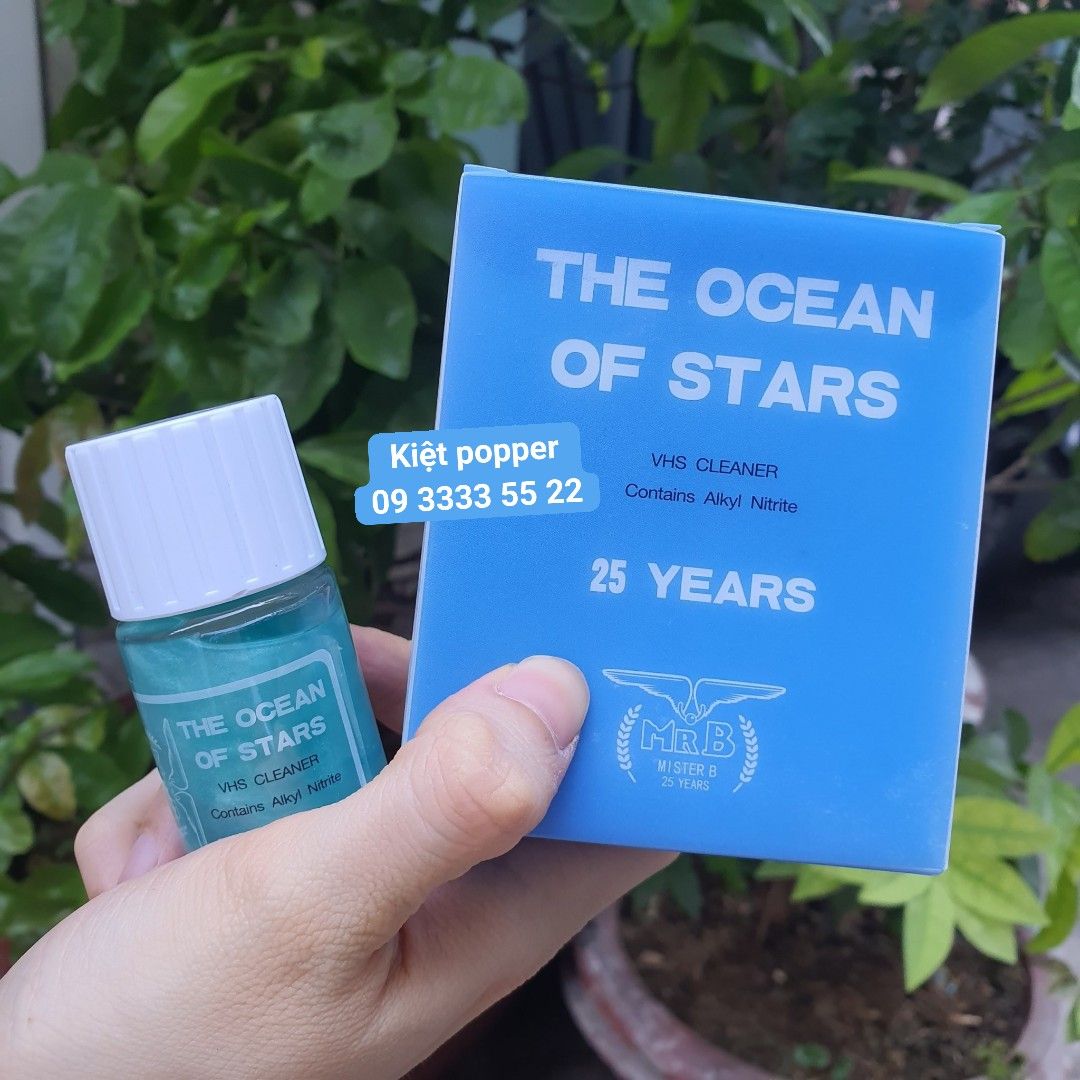 THE OCEAN
OF STARS
VHS CLEANER
Contains Alkyl Nitrite
25 YEARS
MRB
MISTER B
25 YEARS
Kiệt popper
09 3333 55 22
THE OCEAN
OF STARS
VHS CLEANER
Contains Alkyl Nitrite